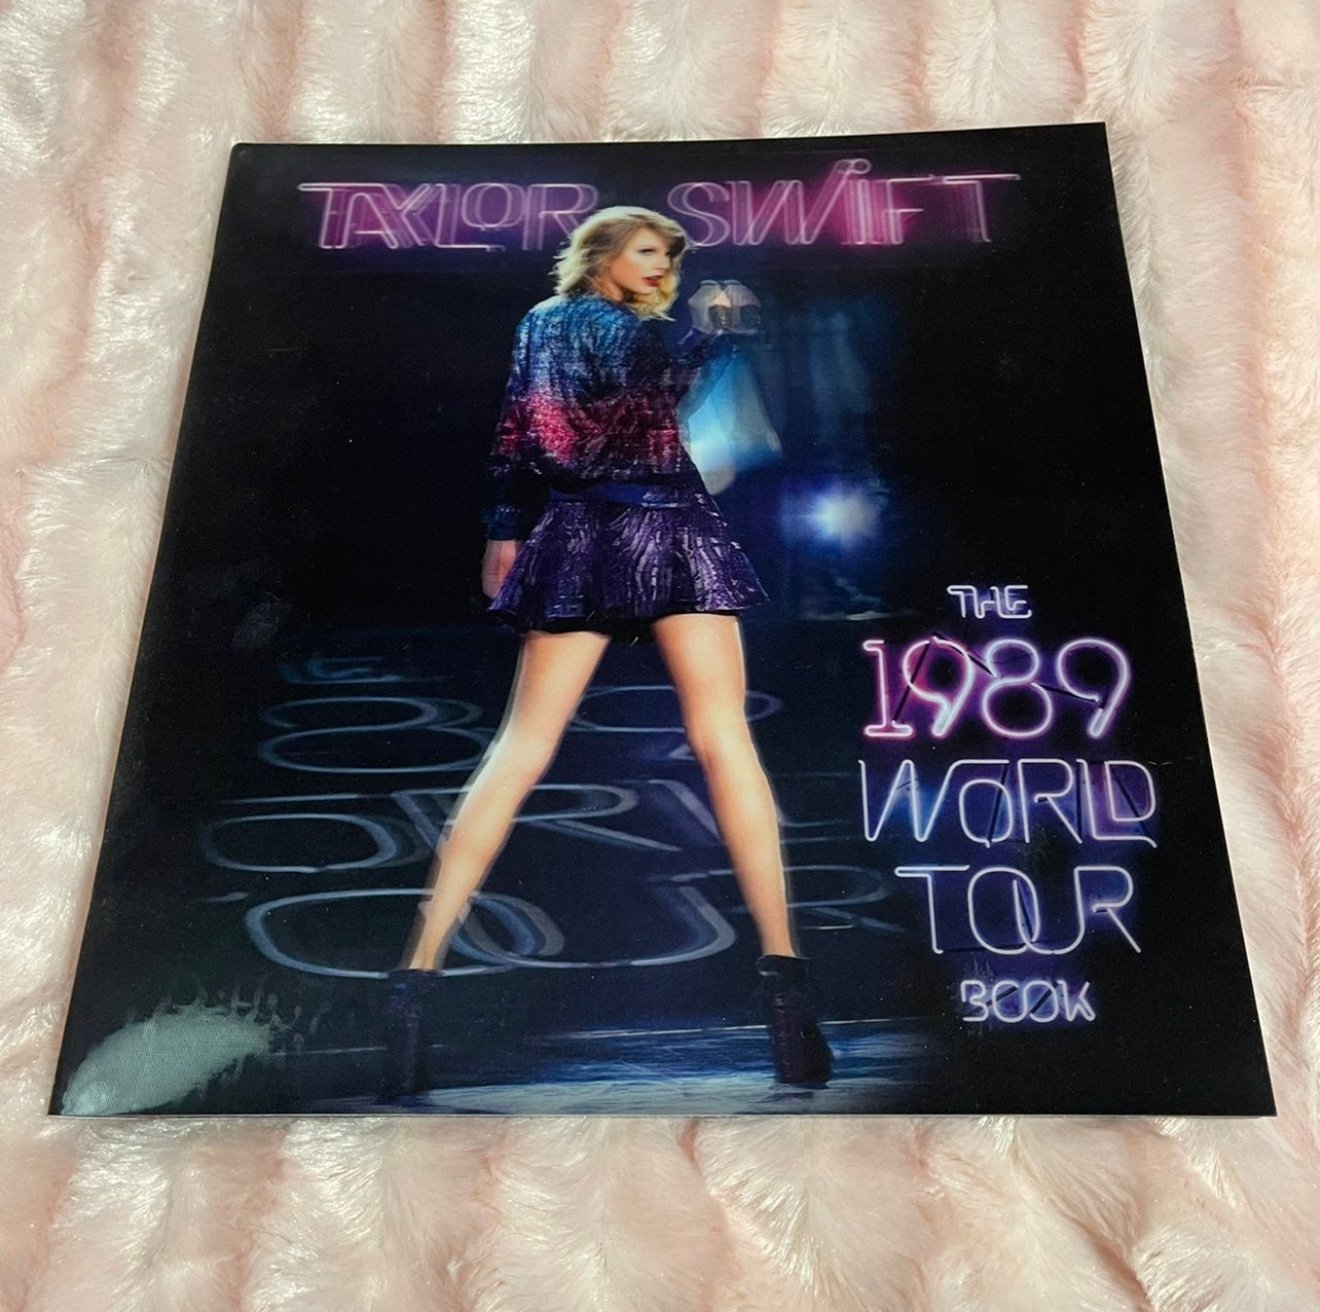 TAYLOR SWiFT
THE
1989
WORLD
TOUR
BOOK